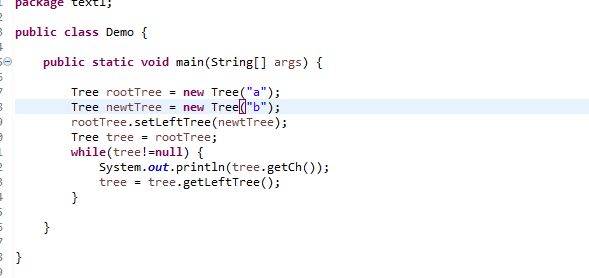 package text1;
public class Demo {
public static void main(String[] args) {
Tree rootTree = new Tree("a");
Tree newtTree = new Tree("b");
rootTree.setLeftTree(newtTree);
Tree tree = rootTree;
while(tree!=null) {
System.out.println(tree.getCh());
tree = tree.getLeftTree();
}
}
}